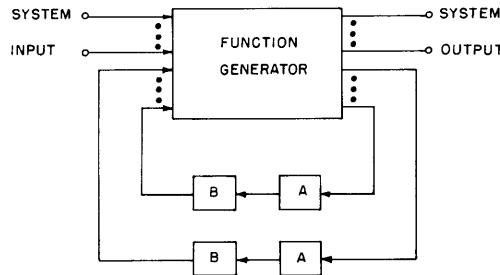 SYSTEM
SYSTEM
INPUT
FUNCTION
GENERATOR
OUTPUT
B
A
B
A